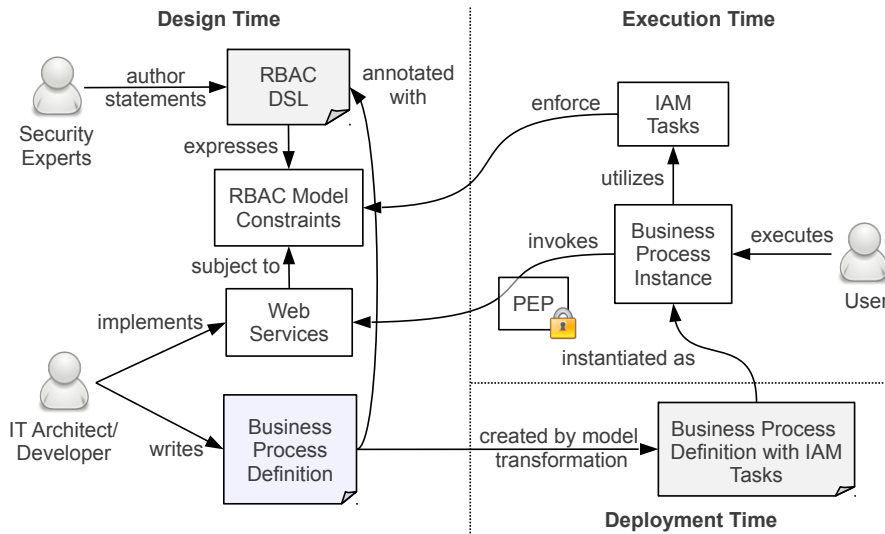 Design Time
Execution Time
author
statements
RBAC
DSL
annotated
with
Security
Experts
expresses
enforce
IAM
Tasks
RBAC Model
Constraints
utilizes
subject to
invokes
Business
Process
Instance
executes
User
PEP
implements
Web
Services
instantiated as
IT Architect/
Developer
writes
Business
Process
Definition
created by model
transformation
Business Process
Definition with IAM
Tasks
Deployment Time